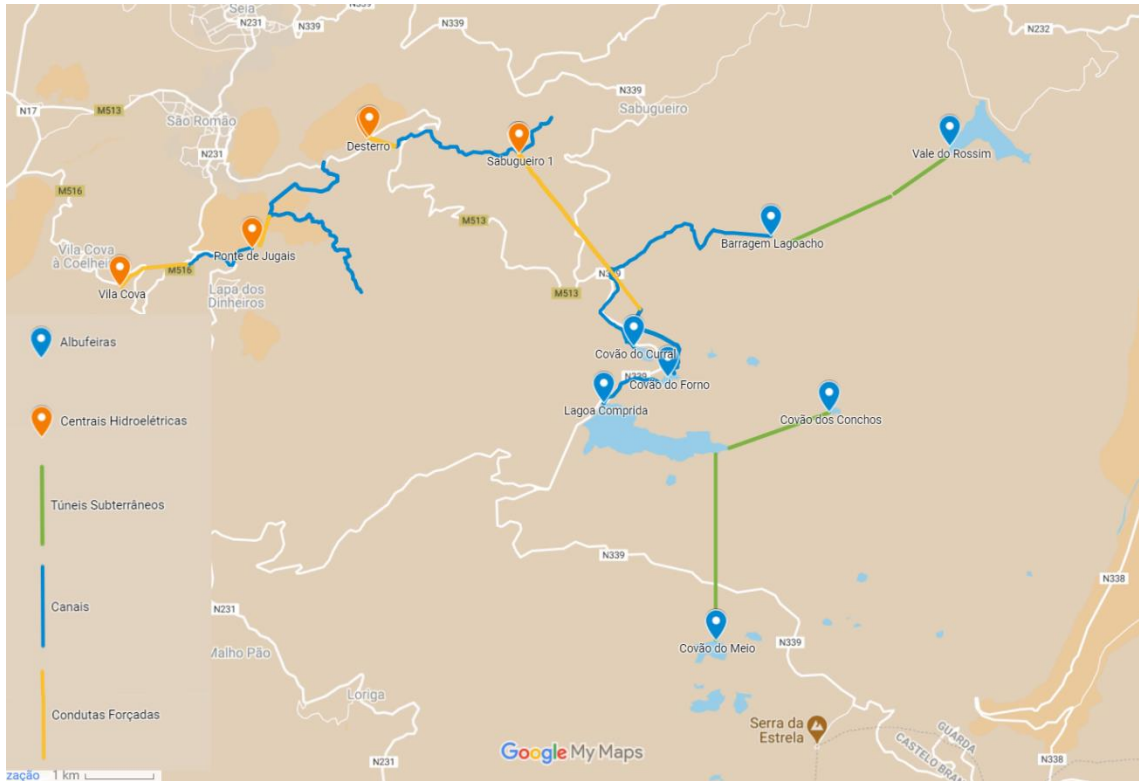 Seia
N231
N339
N339
N232
N17
M513
São Romão
N339
Sabugueiro
Desterro
Sabugueiro 1
Vale do Rossim
N231
M516
M513
Barragem Lagoacho
Vila Cova
à Coelhei
Ponte de Jugais
M516
N339
Vila Cova
Lapa dos
Dinheiros
M513
Albufeiras
Covão do Curral
N339
Covão do Forno
Lagoa Comprida
Covão dos Conchos
Centrais Hidroelétricas
Túneis Subterrâneos
N339
N338
Canais
N231
Malho Pão
Covão do Meio
N339
Loriga
Condutas Forçadas
Serra da
Estrela
GUARDA
CASTELO BRAN
Google My Maps
N231
N338
zação 1 km